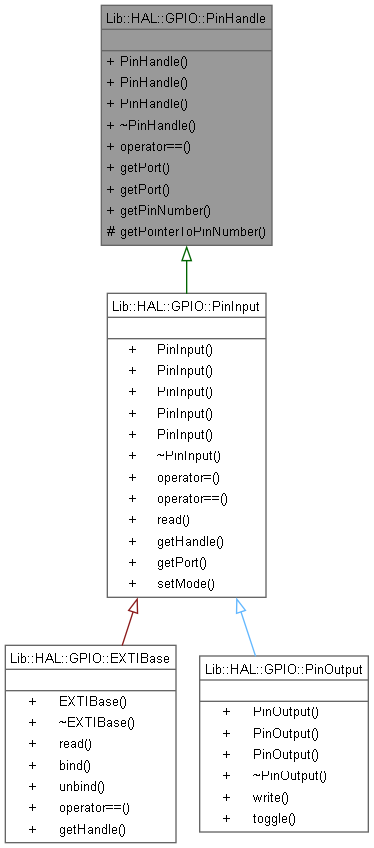 Lib::HAL::GPIO::PinHandle
+ PinHandle()
+ PinHandle()
+ PinHandle()
+ ~PinHandle()
+ operator==()
+ getPort()
+ getPort()
+ getPinNumber()
# getPointerToPinNumber()
Lib::HAL::GPIO::PinInput
+ PinInput()
+ PinInput()
+ PinInput()
+ PinInput()
+ PinInput()
+ ~PinInput()
+ operator=()
+ operator==()
+ read()
+ getHandle()
+ getPort()
+ setMode()
Lib::HAL::GPIO::EXTIBase
+ EXTIBase()
+ ~EXTIBase()
+ read()
+ bind()
+ unbind()
+ operator==()
+ getHandle()
Lib::HAL::GPIO::PinOutput
+ PinOutput()
+ PinOutput()
+ PinOutput()
+ ~PinOutput()
+ write()
+ toggle()